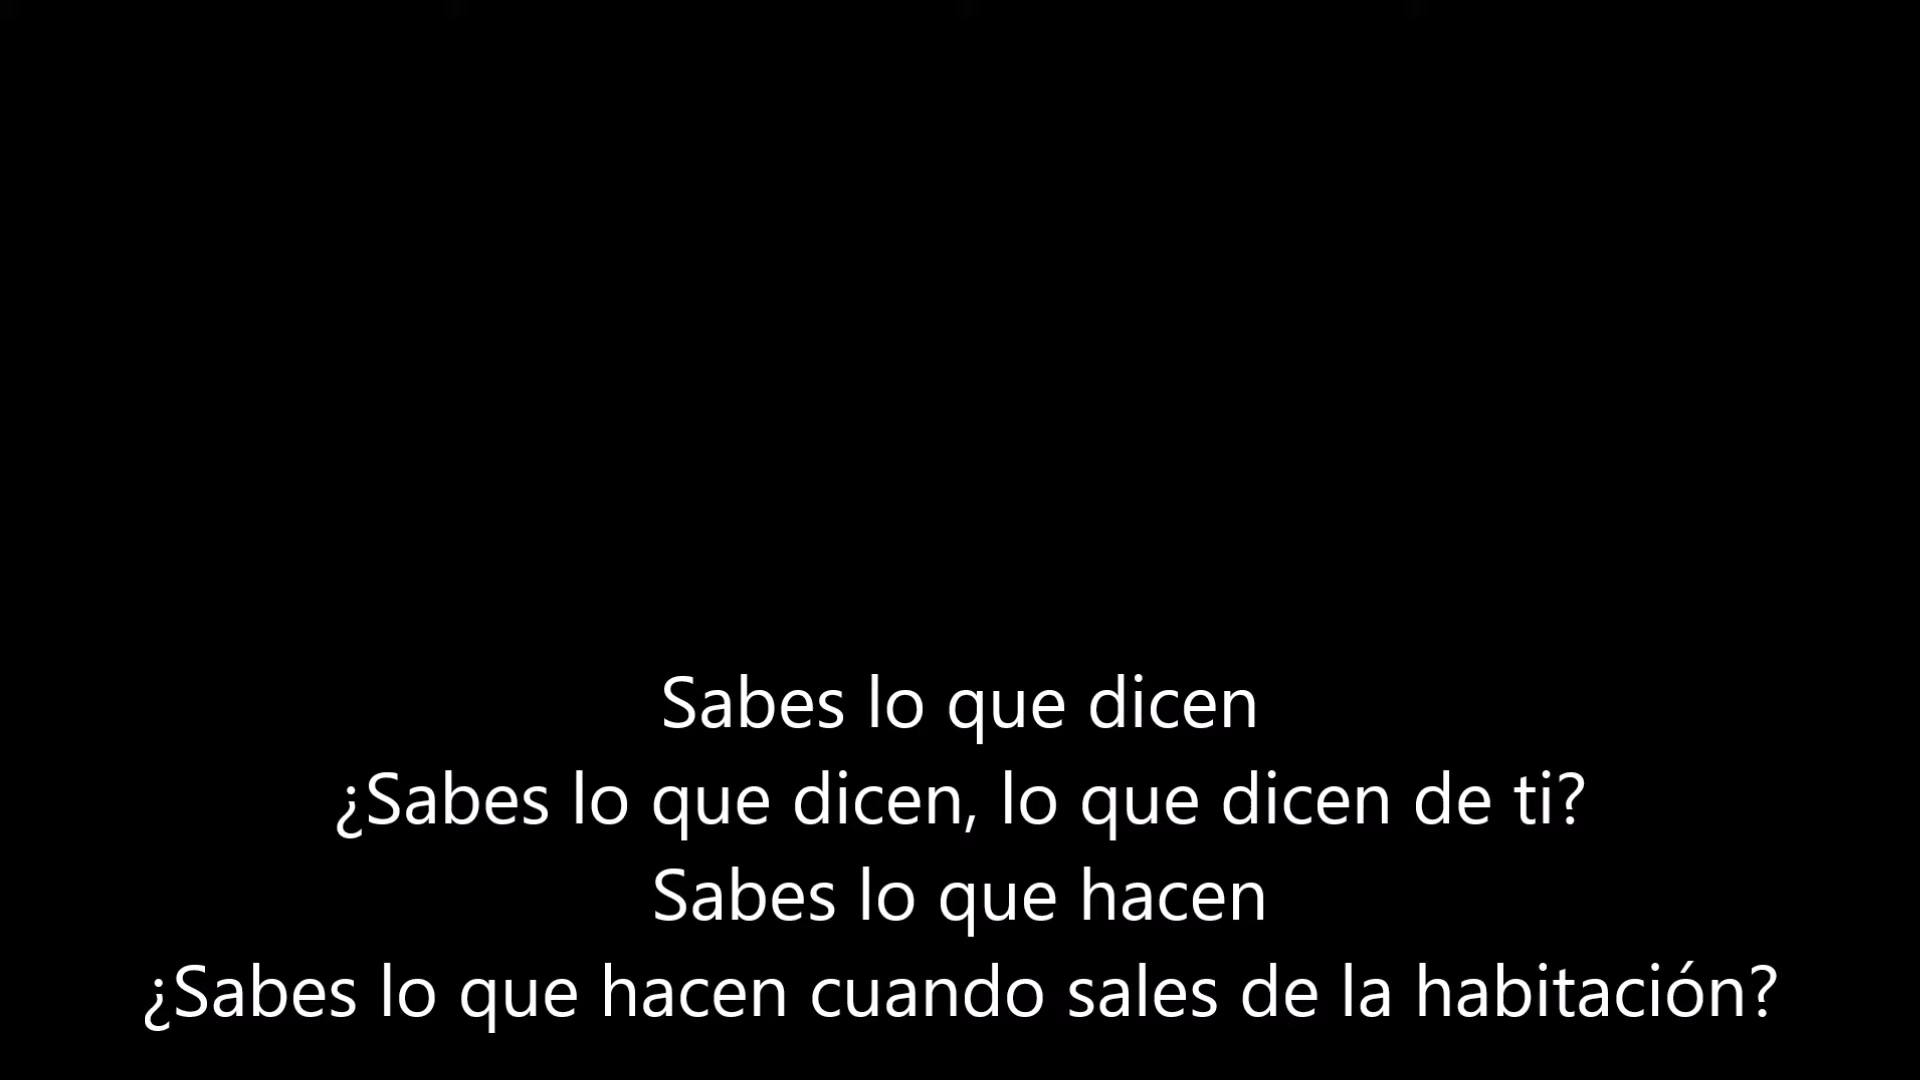 Sabes lo que dicen
¿Sabes lo que dicen, lo que dicen de ti?
Sabes lo que hacen
¿Sabes lo que hacen cuando sales de la habitación?